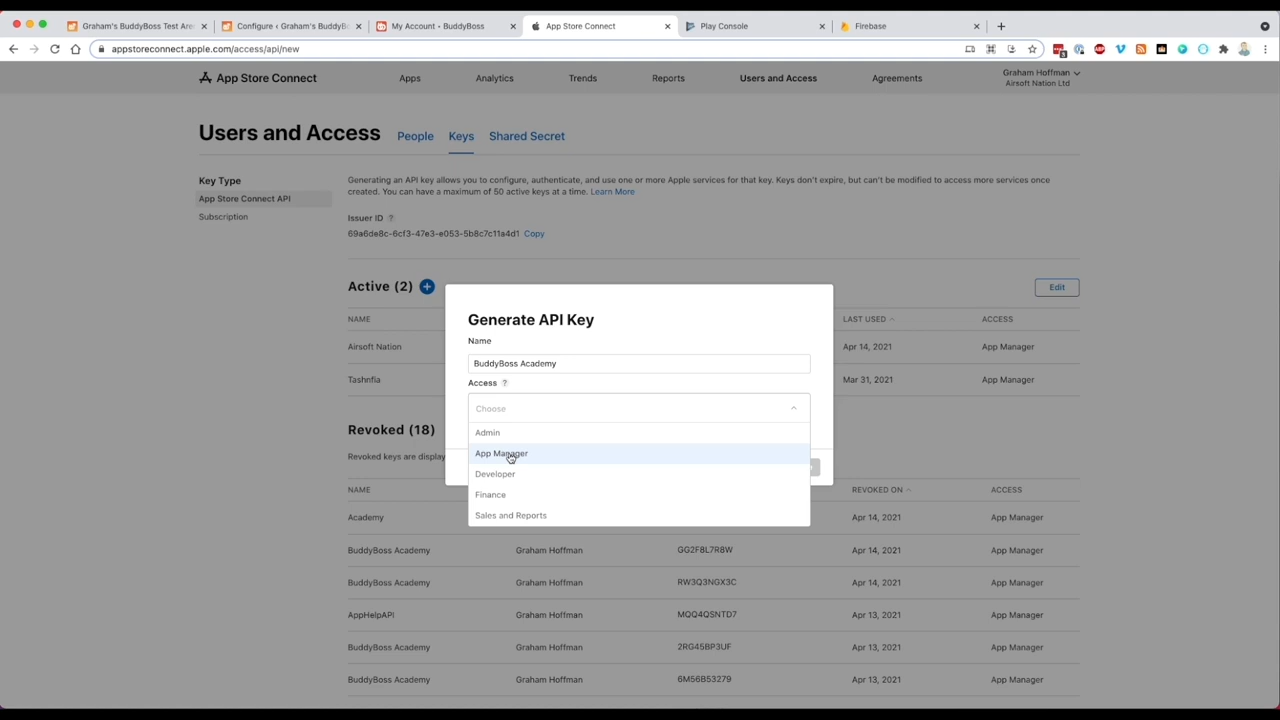 Graham's BuddyBoss Test Area
Configure ‹ Graham's BuddyBo
My Account - BuddyBoss
App Store Connect
Play Console
Firebase
appstoreconnect.apple.com/access/api/new
App Store Connect
Apps
Analytics
Trends
Reports
Users and Access
Agreements
Graham Hoffman
Airsoft Nation Ltd
Users and Access
People
Keys
Shared Secret
Key Type
App Store Connect API
Subscription
Generating an API key allows you to configure, authenticate, and use one or more Apple services for that key. Keys don't expire, but can't be modified to access more services once
created. You can have a maximum of 50 active keys at a time. Learn More
Issuer ID ?
69a6de8c-6cf3-47e3-e053-5b8c7c11a4d1 Copy
Active (2)
Edit
NAME
LAST USED
ACCESS
Airsoft Nation
Apr 14, 2021
App Manager
Tashnfia
Mar 31, 2021
App Manager
Generate API Key
Name
BuddyBoss Academy
Access ?
Choose
Admin
App Manager
Developer
Finance
Sales and Reports
Revoked (18)
Revoked keys are display
NAME
REVOKED ON
ACCESS
Academy
Apr 14, 2021
App Manager
BuddyBoss Academy
Graham Hoffman
GG2F8L7R8W
Apr 14, 2021
App Manager
BuddyBoss Academy
Graham Hoffman
RW3Q3NGX3C
Apr 14, 2021
App Manager
AppHelpAPI
Graham Hoffman
MQQ4QSNTD7
Apr 13, 2021
App Manager
BuddyBoss Academy
Graham Hoffman
2RG45BP3UF
Apr 13, 2021
App Manager
BuddyBoss Academy
Graham Hoffman
6M56B53279
Apr 13, 2021
App Manager